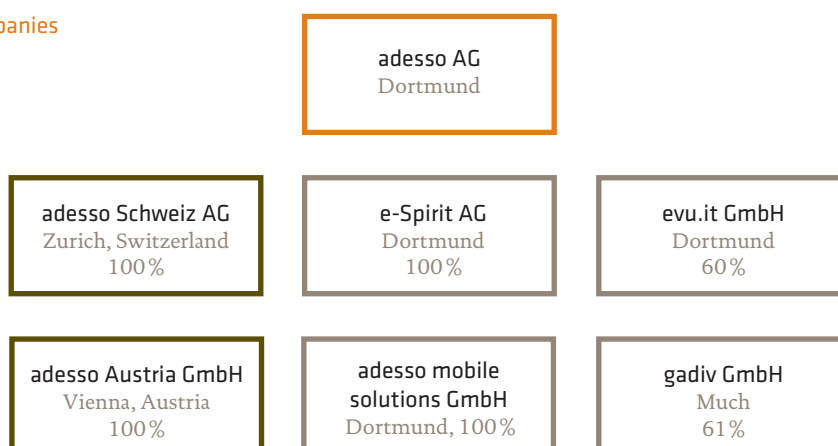 adesso AG
Dortmund
adesso Schweiz AG
Zurich, Switzerland
100 %
e-Spirit AG
Dortmund
100 %
evu.it GmbH
Dortmund
60 %
adesso Austria GmbH
Vienna, Austria
100 %
adesso mobile
solutions GmbH
Dortmund, 100 %
gadiv GmbH
Much
61 %